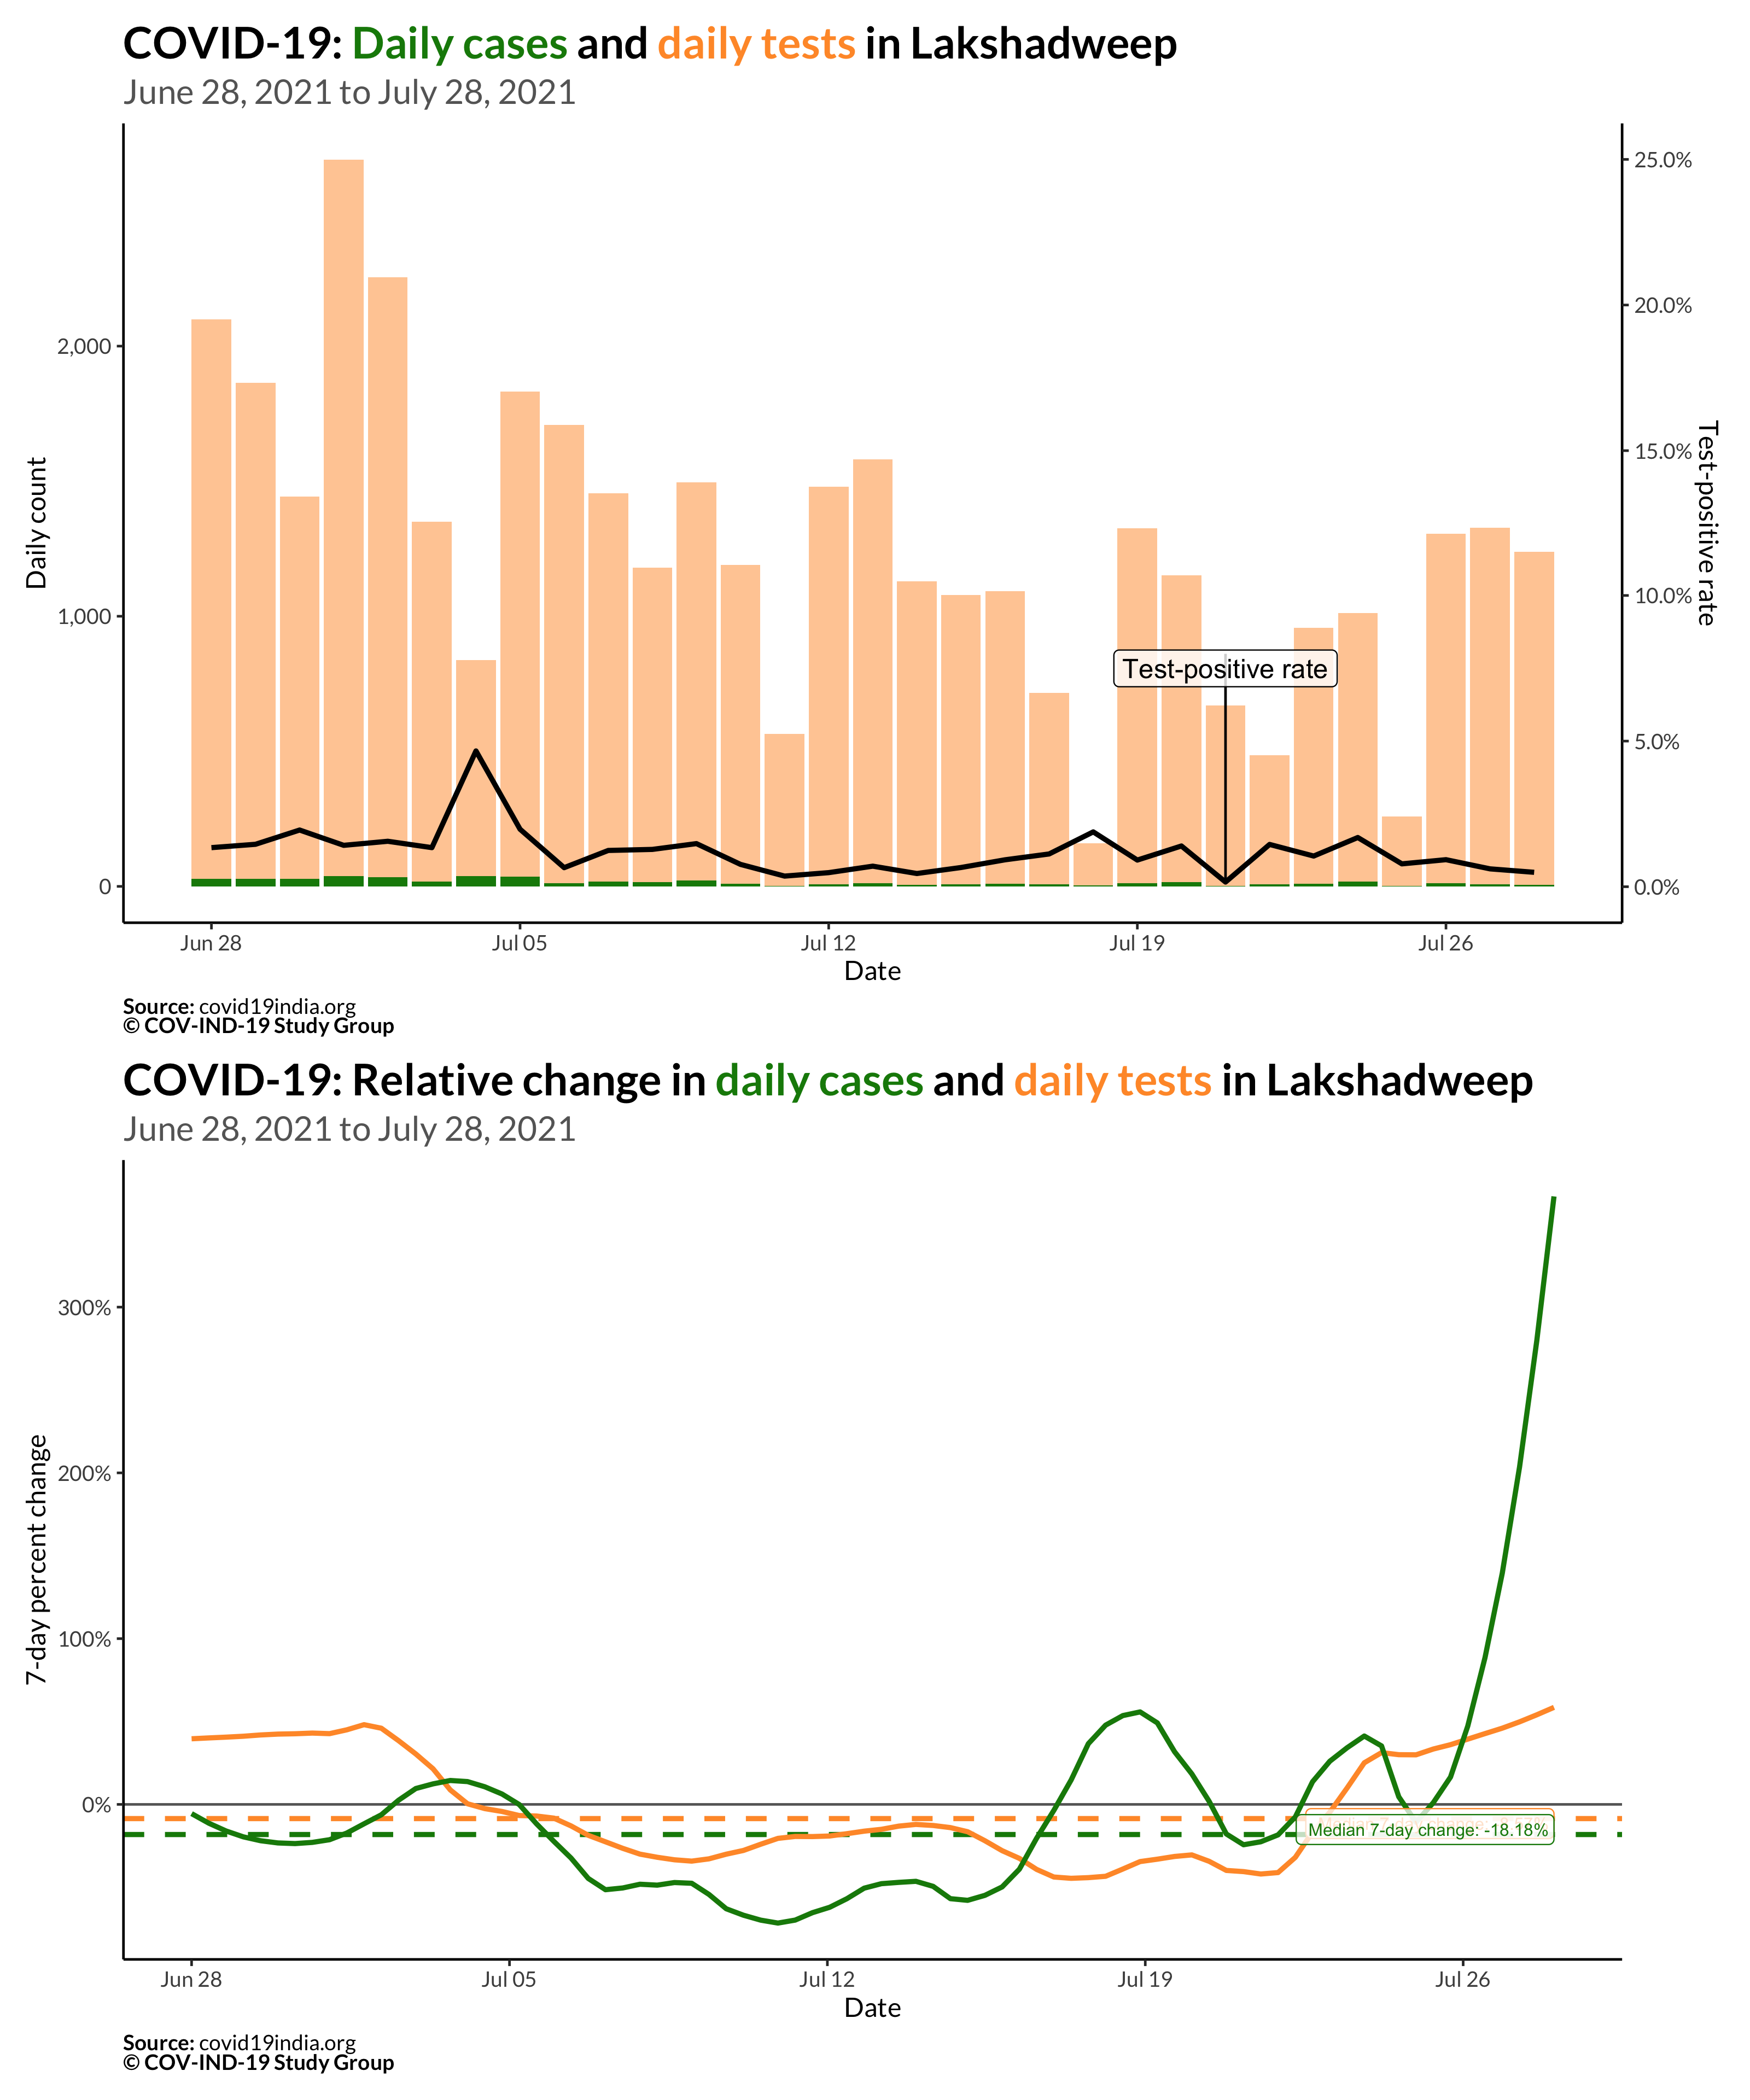 COVID-19: Daily cases and daily tests in Lakshadweep
June 28, 2021 to July 28, 2021
Daily count
2,000
1,000
0
25.0%
20.0%
15.0%
10.0%
5.0%
0.0%
Test-positive rate
Test-positive rate
Jun 28
Jul 05
Jul 12
Jul 19
Jul 26
Date
Source: covid19india.org
© COV-IND-19 Study Group
COVID-19: Relative change in daily cases and daily tests in Lakshadweep
June 28, 2021 to July 28, 2021
7-day percent change
300%
200%
100%
0%
Median 7-day change: -18.18%
Jun 28
Jul 05
Jul 12
Jul 19
Jul 26
Date
Source: covid19india.org
© COV-IND-19 Study Group